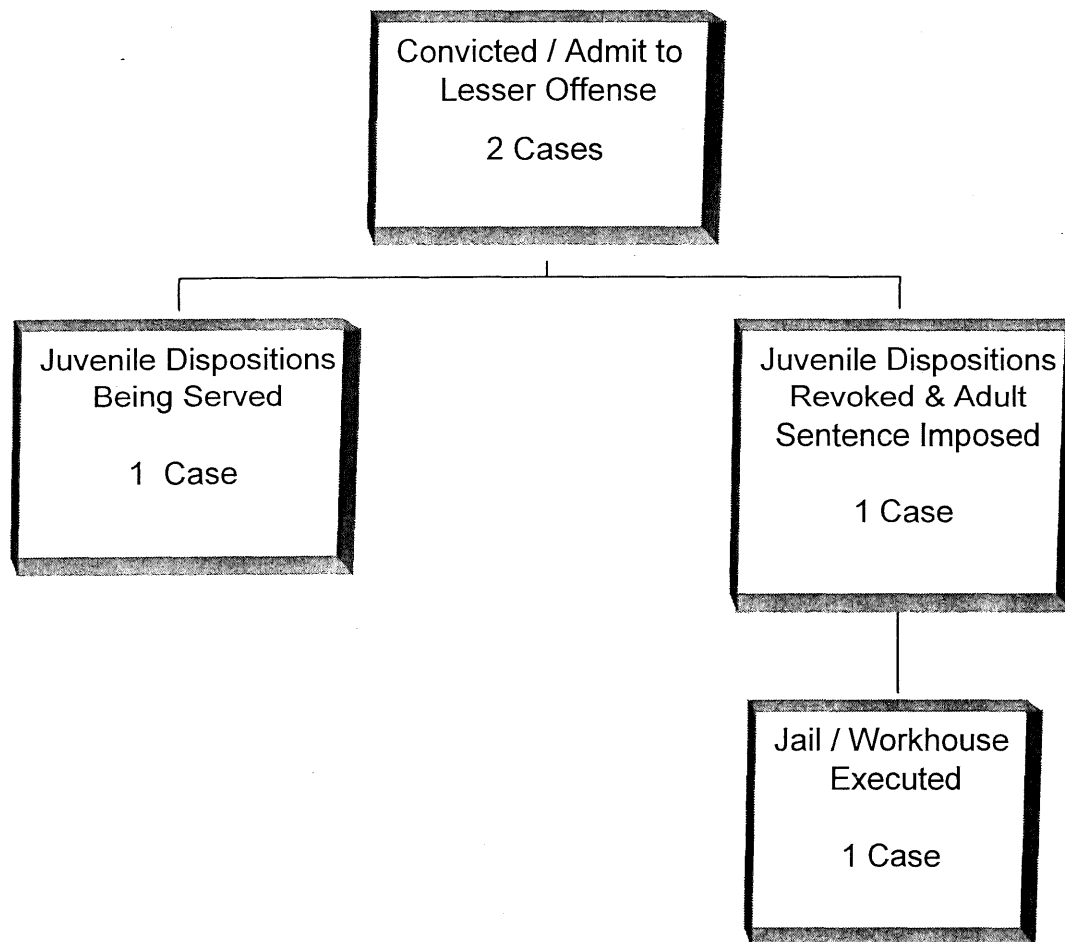 Convicted / Admit to
Lesser Offense
2 Cases
Juvenile Dispositions
Being Served
1 Case
Juvenile Dispositions
Revoked & Adult
Sentence Imposed
1 Case
Jail / Workhouse
Executed
1 Case